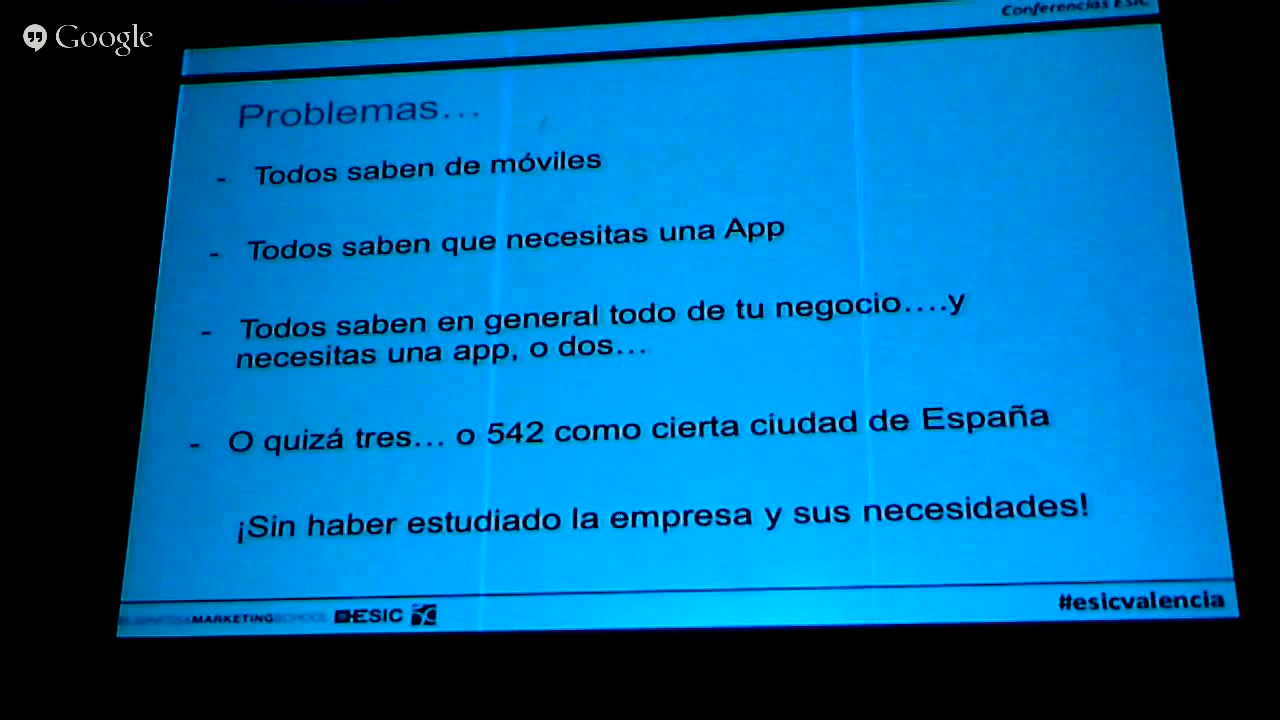 Google
Conferencias ESIC
Problemas...
- Todos saben de móviles
- Todos saben que necesitas una App
- Todos saben en general todo de tu negocio....y
necesitas una app, o dos...
- O quizá tres... o 542 como cierta ciudad de España
¡Sin haber estudiado la empresa y sus necesidades!
BUSINESS&MARKETINGSCHOOL ESIC
#esicvalencia